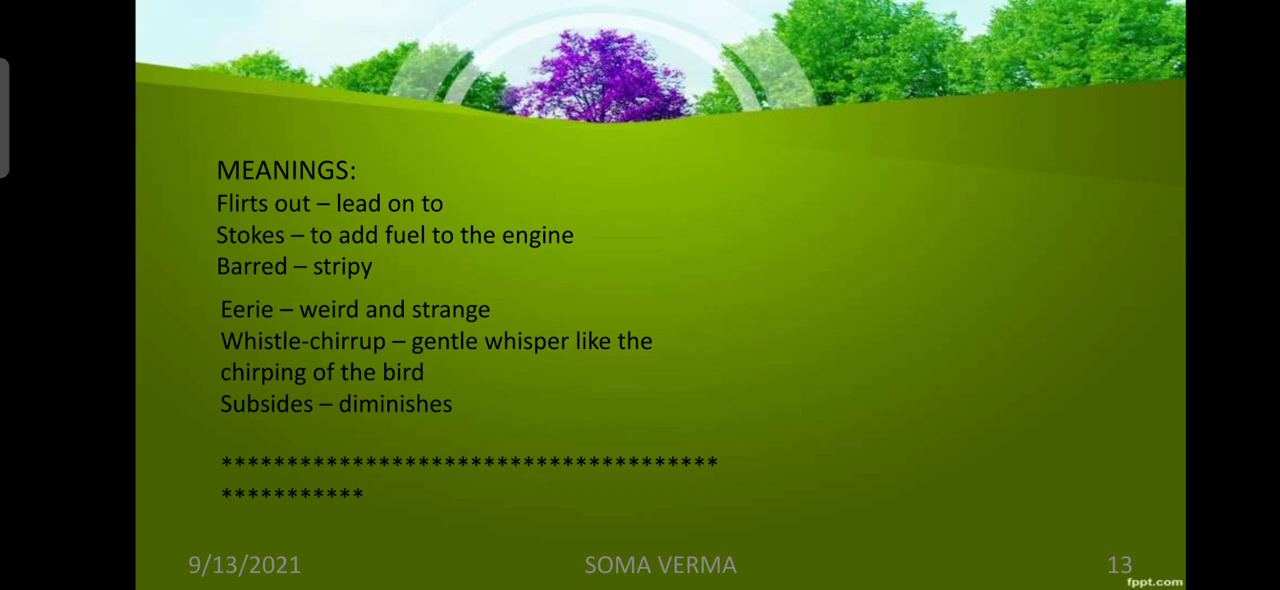 MEANINGS:
Flirts out – lead on to
Stokes – to add fuel to the engine
Barred – stripy
Eerie – weird and strange
Whistle-chirrup – gentle whisper like the
chirping of the bird
Subsides – diminishes
**************************************
***********
9/13/2021 SOMA VERMA 13
fppt.com